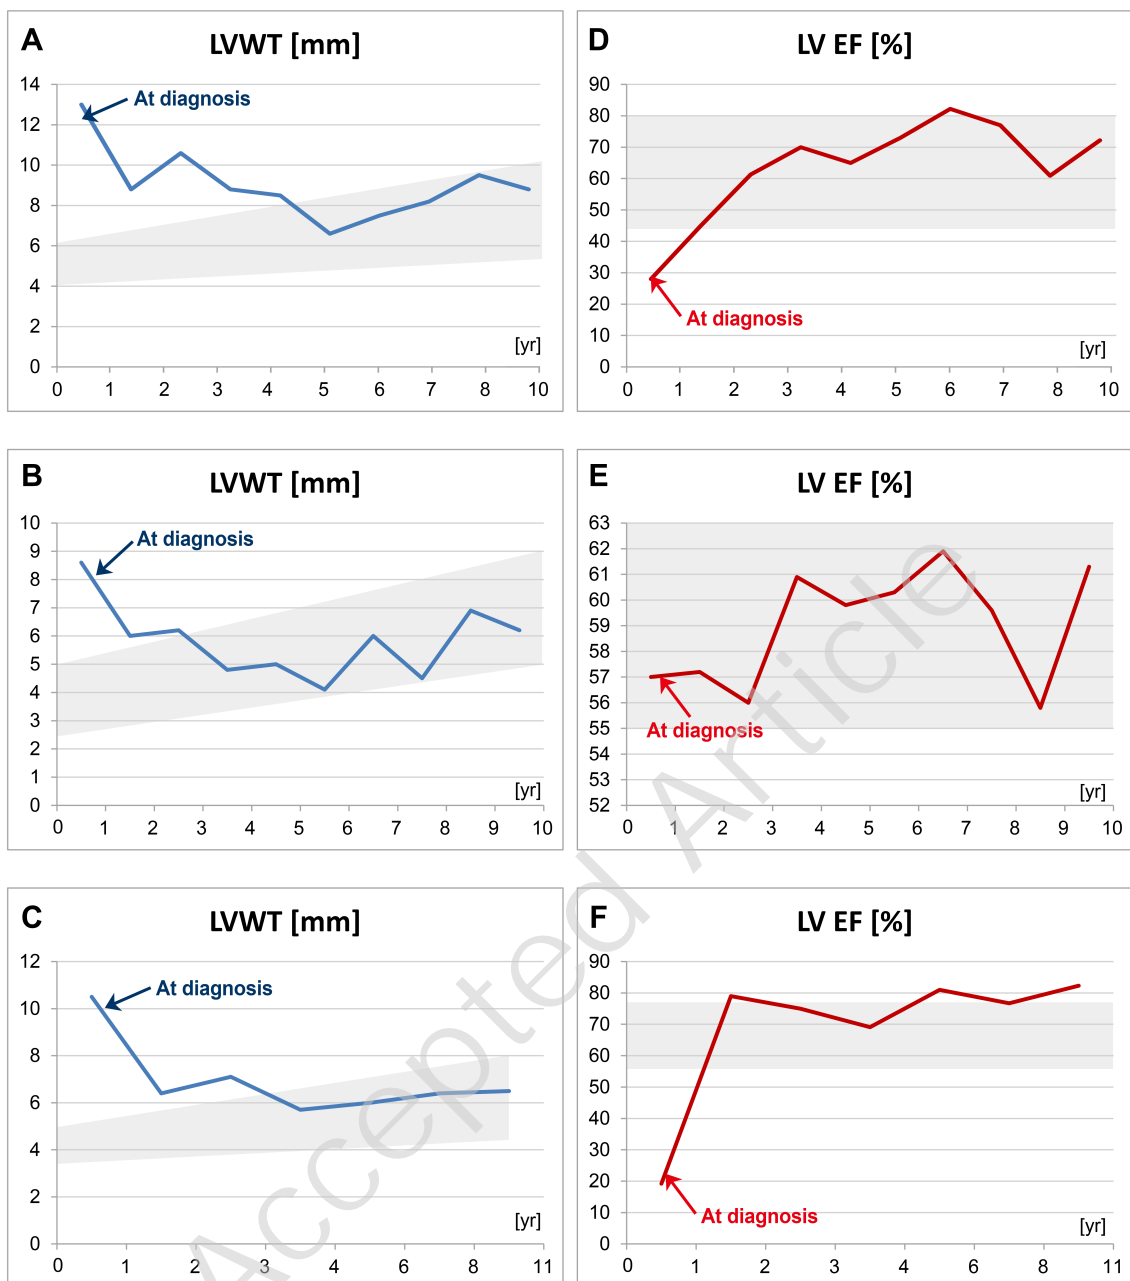 A
LVWT [mm]
14
12
10
8
6
4
2
0
At diagnosis
[yr]
0 1 2 3 4 5 6 7 8 9 10
D
LV EF [%]
90
80
70
60
50
40
30
20
10
0
At diagnosis
[yr]
0 1 2 3 4 5 6 7 8 9 10
B
LVWT [mm]
10
9
8
7
6
5
4
3
2
1
0
At diagnosis
[yr]
0 1 2 3 4 5 6 7 8 9 10
E
LV EF [%]
63
62
61
60
59
58
57
56
55
54
53
52
At diagnosis
[yr]
0 1 2 3 4 5 6 7 8 9 10
C
LVWT [mm]
12
10
8
6
4
2
0
At diagnosis
[yr]
0 1 2 3 4 5 8 11
F
LV EF [%]
90
80
70
60
50
40
30
20
10
0
At diagnosis
[yr]
0 1 2 3 4 5 8 11
Accepted Article